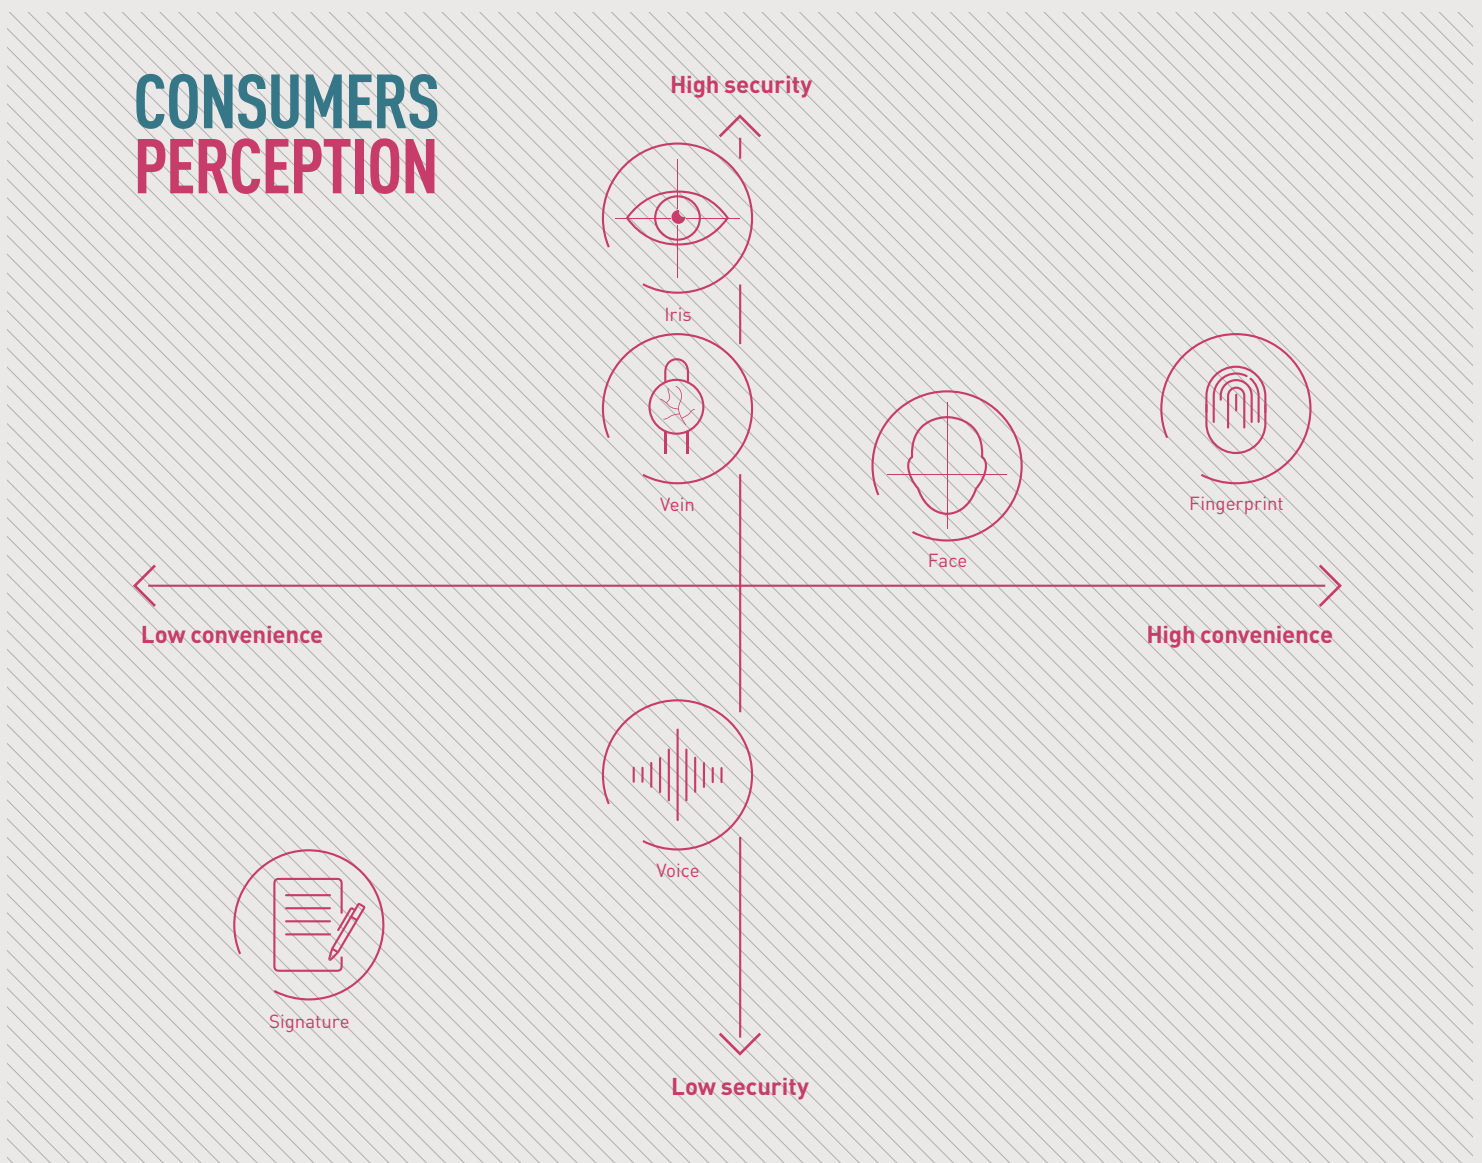 CONSUMERS
PERCEPTION
High security
Iris
Vein
Face
Fingerprint
Low convenience
High convenience
Voice
Signature
Low security